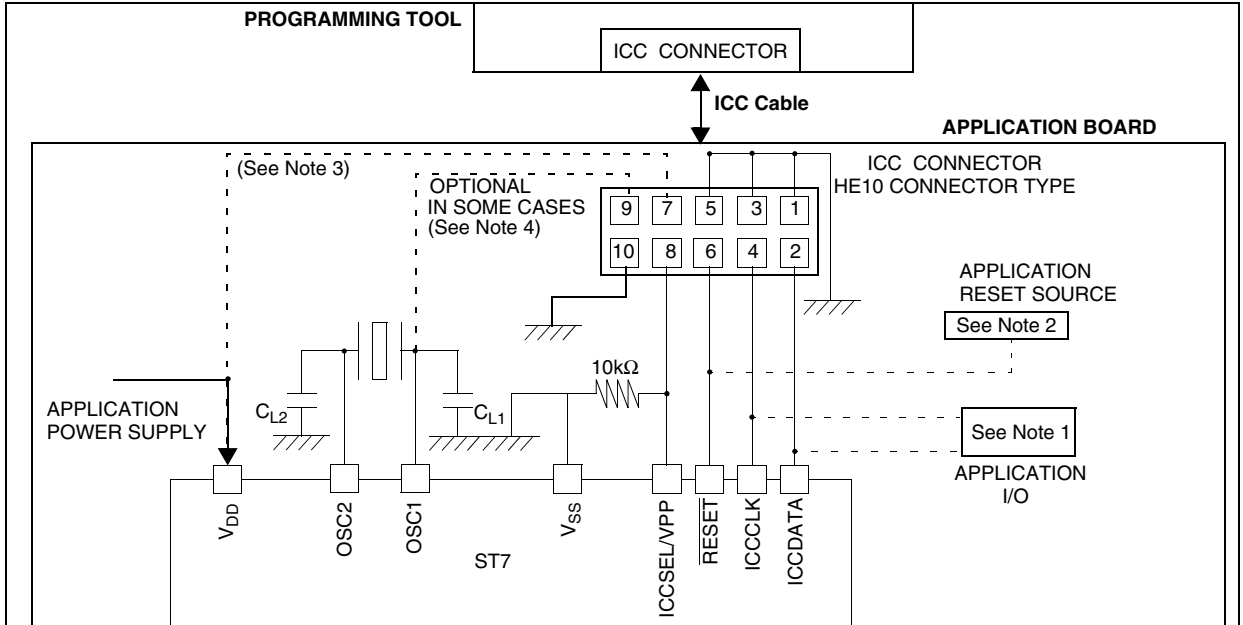 PROGRAMMING TOOL
ICC CONNECTOR
ICC Cable
APPLICATION BOARD
(See Note 3)
OPTIONAL
IN SOME CASES
(See Note 4)
ICC CONNECTOR
HE10 CONNECTOR TYPE
9 7 5 3 1
10 8 6 4 2
APPLICATION
RESET SOURCE
See Note 2
10kΩ
APPLICATION
POWER SUPPLY
CL2
CL1
See Note 1
APPLICATION
I/O
VDD
OSC2
OSC1
VSS
ICCSEL/VPP
RESET
ICCCLK
ICCDATA
ST7